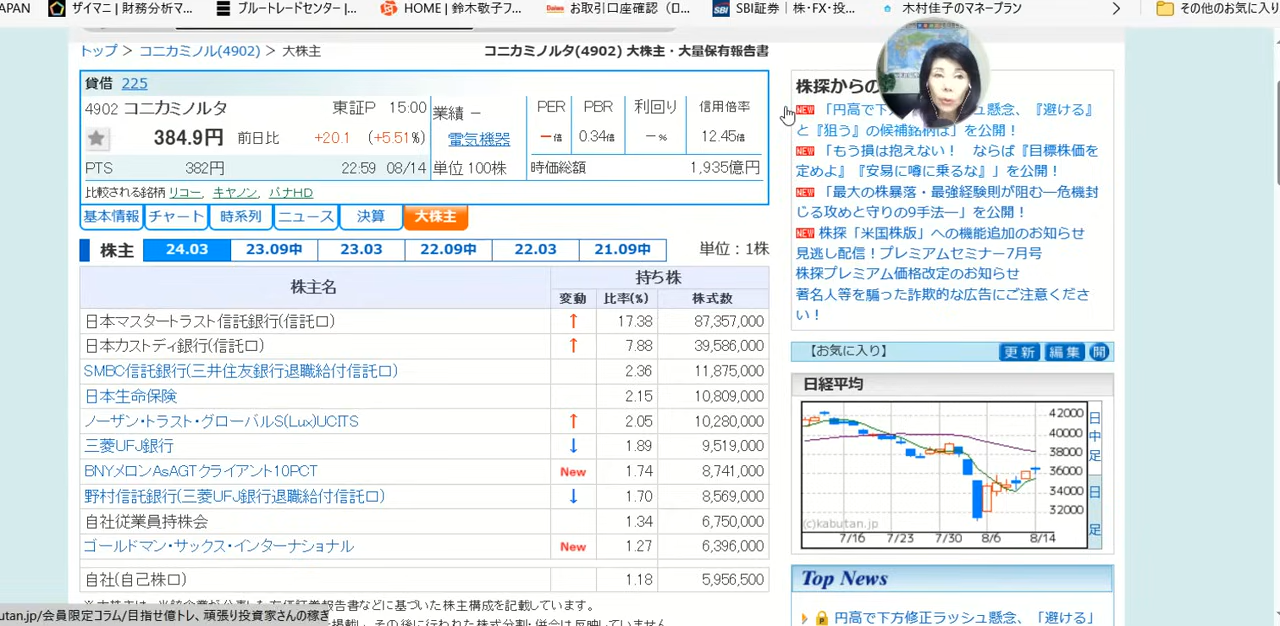 APAN ザイマニ | 財務分析マ... ブルートレードセンター |... HOME | 鈴木敬子フ... お取引口座確認（ロ... SBI証券｜株・FX・投... 木村佳子のマネープラン その他のお気に入り
トップ > コニカミノルタ(4902) > 大株主
コニカミノルタ(4902) 大株主・大量保有報告書
貸借 225
4902 コニカミノルタ 東証P 15:00
384.9円 前日比 +20.1 (+5.51%)
PTS 382円 22:59 08/14
業績 －
電気機器
単位 100株
PER PBR 利回り 信用倍率
－倍 0.34倍 －% 12.45倍
時価総額 1,935億円
比較される銘柄 リコー, キヤノン, パナHD
基本情報 チャート 時系列 ニュース 決算 大株主
株主 24.03 23.09中 23.03 22.09中 22.03 21.09中 単位：1株
株主名 持ち株
変動 比率(%) 株式数
日本マスタートラスト信託銀行(信託口) ↑ 17.38 87,357,000
日本カストディ銀行(信託口) ↑ 7.88 39,586,000
SMBC信託銀行(三井住友銀行退職給付信託口) 2.36 11,875,000
日本生命保険 2.15 10,809,000
ノーザン・トラスト・グローバルS(Lux)UCITS ↑ 2.05 10,280,000
三菱UFJ銀行 ↓ 1.89 9,519,000
BNYメロンAsAGTクライアント10PCT New 1.74 8,741,000
野村信託銀行(三菱UFJ銀行退職給付信託口) ↓ 1.70 8,569,000
自社従業員持株会 1.34 6,750,000
ゴールドマン・サックス・インターナショナル New 1.27 6,396,000
自社(自己株口) 1.18 5,956,500
報告書などに基づいた株主構成を記載しています。
utan.jp/会員限定コラム/目指せ億トレ、頑張り投資家さんの稼ぎ
株探からの
NEW 「円高で下 ュ懸念、『避ける』
と『狙う』の候補銘柄は」を公開！
NEW 「もう損は抱えない！ ならば『目標株価を
定めよ』『安易に噂に乗るな』」を公開！
NEW 「最大の株暴落・最強経験則が阻む―危機封
じる攻めと守りの9手法―」を公開！
NEW 株探「米国株版」への機能追加のお知らせ
見逃し配信！プレミアムセミナー7月号
株探プレミアム価格改定のお知らせ
著名人等を騙った詐欺的な広告にご注意くださ
い！
【お気に入り】 更新 編集 開
日経平均
42000
40000
38000
36000
34000
32000
(c)kabutan.jp
7/16 7/23 7/30 8/6 8/14
日
中
足
日
足
Top News
円高で下方修正ラッシュ懸念、「避ける」